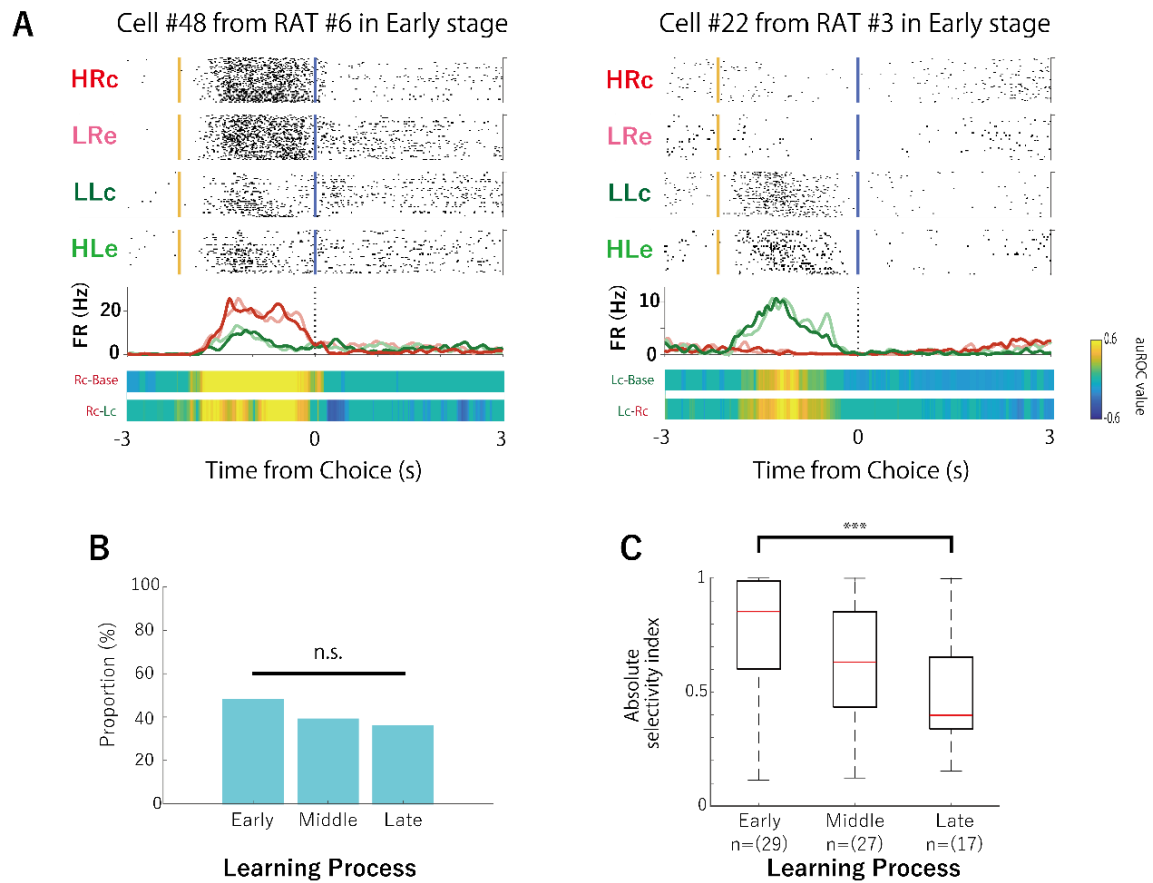 A
Cell #48 from RAT #6 in Early stage
HRc
LRe
LLc
HLe
FR (Hz)
20
0
Rc-Base
Rc-Lc
-3
0
3
Time from Choice (s)
Cell #22 from RAT #3 in Early stage
HRc
LRe
LLc
HLe
FR (Hz)
10
0
Lc-Base
Lc-Rc
-3
0
3
Time from Choice (s)
0.6
-0.6
auROC value
B
Proportion (%)
100
80
60
40
20
0
n.s.
Early Middle Late
Learning Process
C
***
Absolute
selectivity index
1
0.5
0
Early Middle Late
n=(29) n=(27) n=(17)
Learning Process